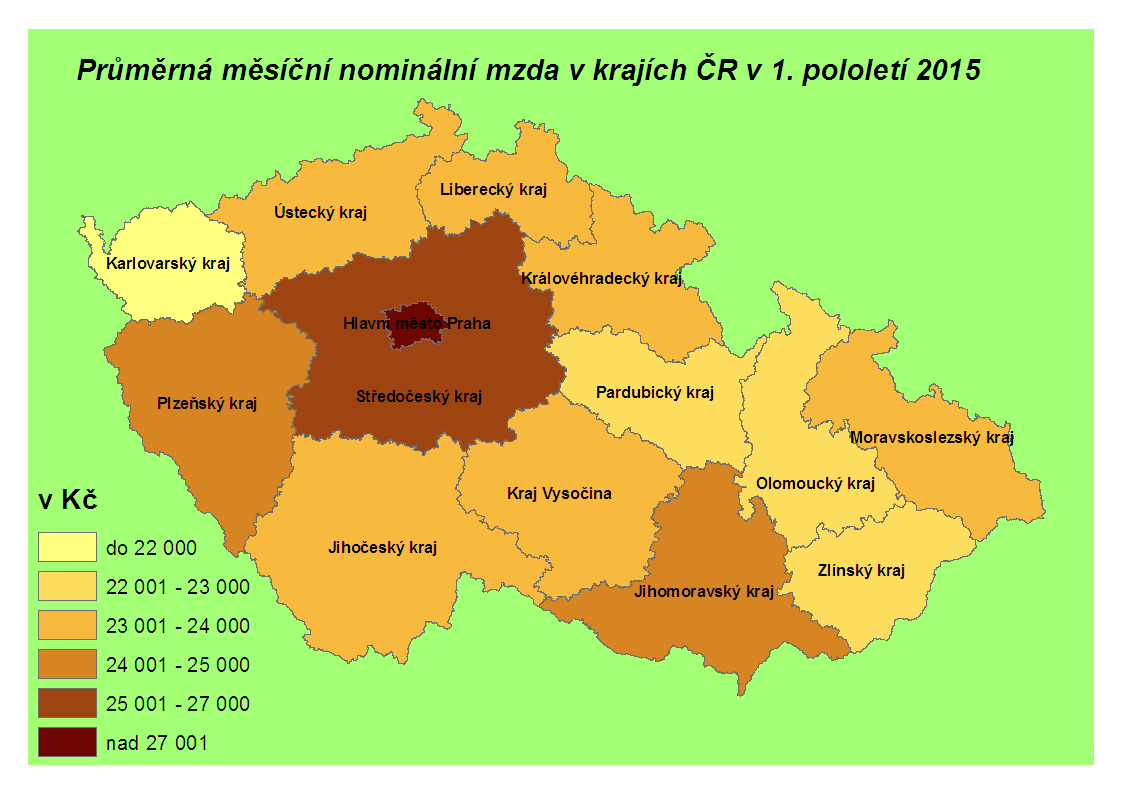 Průměrná měsíční nominální mzda v krajích ČR v 1. pololetí 2015
Liberecký kraj
Ústecký kraj
Karlovarský kraj
Královéhradecký kraj
Hlavní město Praha
Pardubický kraj
Středočeský kraj
Plzeňský kraj
Moravskoslezský kraj
Olomoucký kraj
Kraj Vysočina
Jihočeský kraj
Zlínský kraj
Jihomoravský kraj
v Kč
do 22 000
22 001 - 23 000
23 001 - 24 000
24 001 - 25 000
25 001 - 27 000
nad 27 001